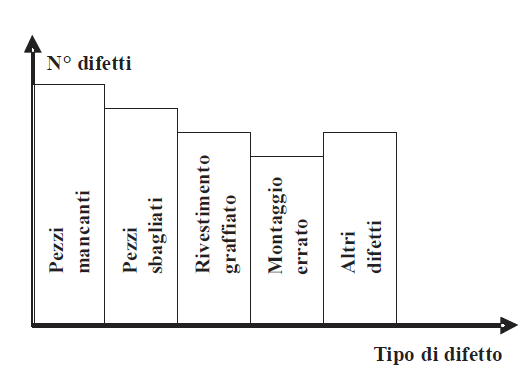 N° difetti
Pezzi
mancanti
Pezzi
sbagliati
Rivestimento
graffiato
Montaggio
errato
Altri
difetti
Tipo di difetto